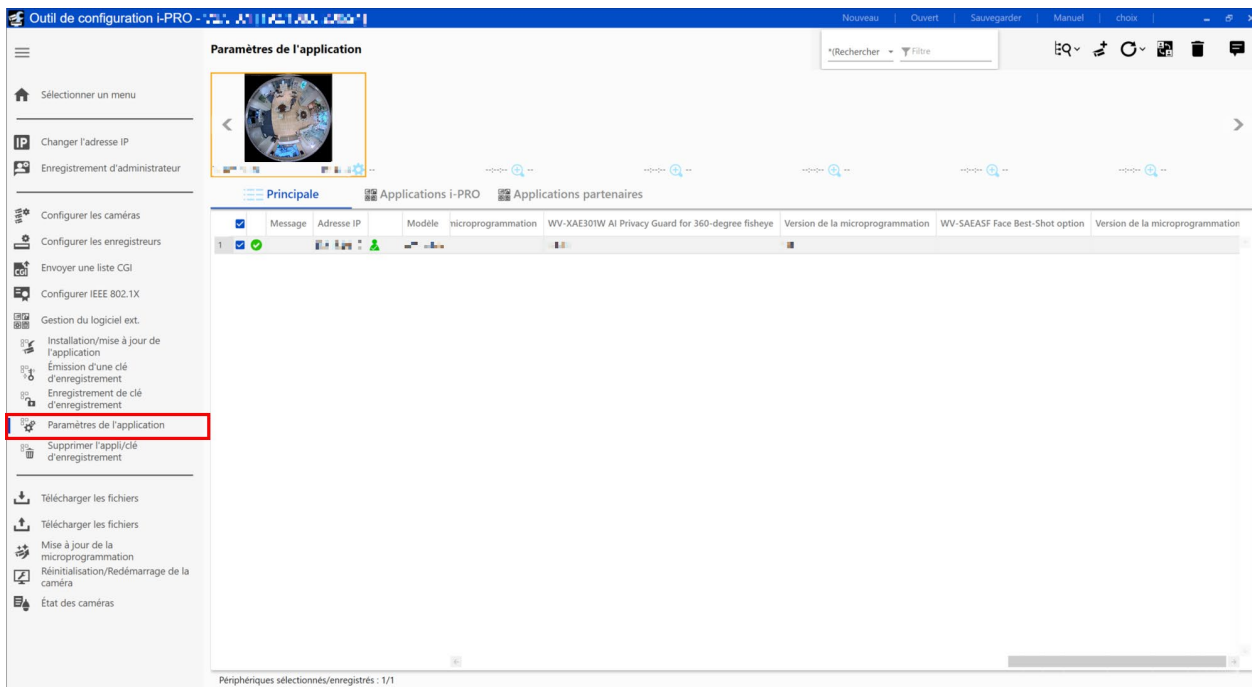 Outil de configuration i-PRO -
Nouveau | Ouvert | Sauvegarder | Manuel | choix |
Paramètres de l'application
*(Rechercher Filtre
Sélectionner un menu
Changer l'adresse IP
Enregistrement d'administrateur
--:--:-- -- --:--:-- -- --:--:-- -- --:--:-- -- --:--:-- --
Principale Applications i-PRO Applications partenaires
Message Adresse IP Modèle nicroprogrammation WV-XAE301W AI Privacy Guard for 360-degree fisheye Version de la microprogrammation WV-SAEASF Face Best-Shot option Version de la microprogrammation
1
Configurer les caméras
Configurer les enregistreurs
Envoyer une liste CGI
Configurer IEEE 802.1X
Gestion du logiciel ext.
Installation/mise à jour de
l'application
Émission d'une clé
d'enregistrement
Enregistrement de clé
d'enregistrement
Paramètres de l'application
Supprimer l'appli/clé
d'enregistrement
Télécharger les fichiers
Télécharger les fichiers
Mise à jour de la
microprogrammation
Réinitialisation/Redémarrage de la
caméra
État des caméras
Périphériques sélectionnés/enregistrés : 1/1